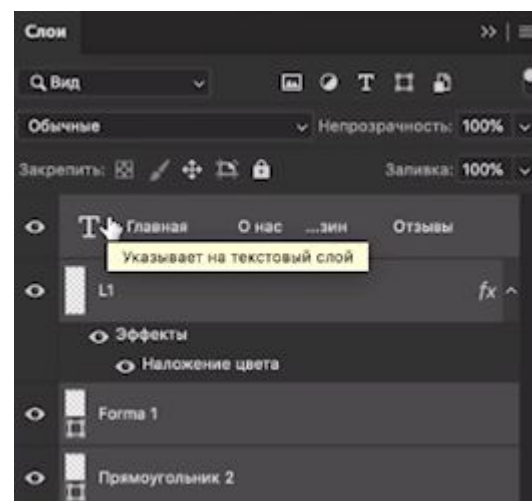 Слои
Вид
Обычные Непрозрачность: 100%
Закрепить: Заливка: 100%
T Главная О нас ...зин Отзывы
Указывает на текстовый слой
L1 fx
Эффекты
Наложение цвета
Forma 1
Прямоугольник 2